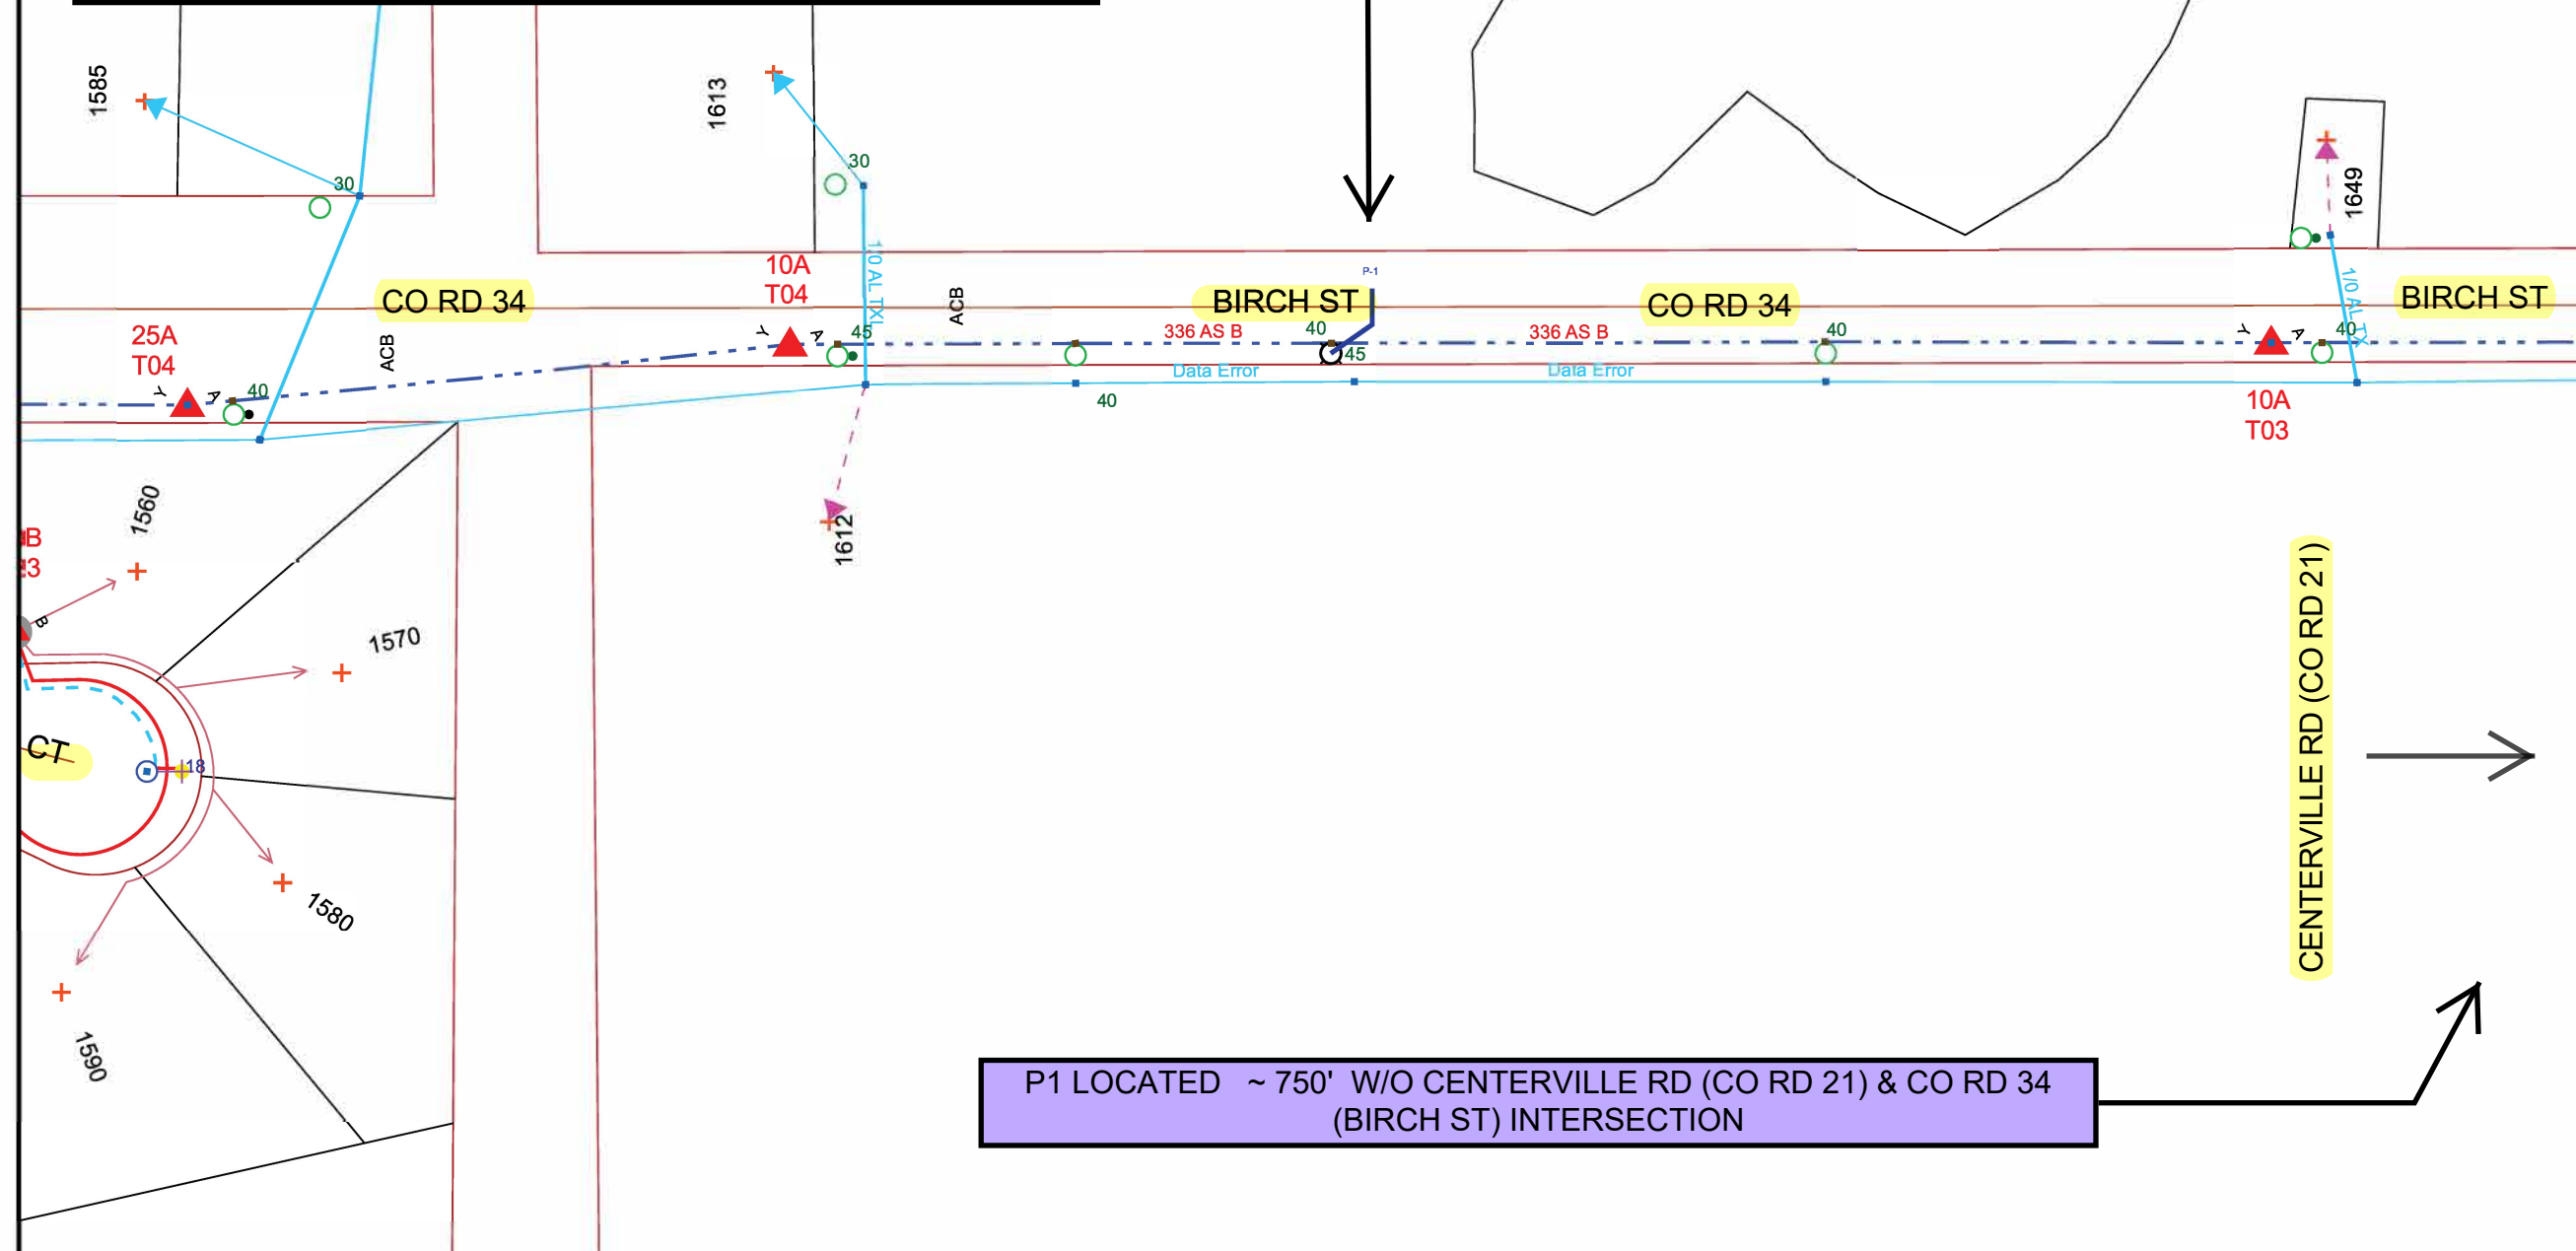 1585
30
1613
30
1649
10A
T04
1/0 AL TX
ACB
P-1
CO RD 34
BIRCH ST
CO RD 34
BIRCH ST
1/0 AL TX
25A
T04
ACB
Y
A
45
336 AS B
40
45
336 AS B
40
Y
A
40
Y
A
40
Data Error
Data Error
40
10A
T03
1560
1612
B
B
1570
CENTERVILLE RD (CO RD 21)
CT
18
1580
1590
P1 LOCATED ~ 750' W/O CENTERVILLE RD (CO RD 21) & CO RD 34
(BIRCH ST) INTERSECTION